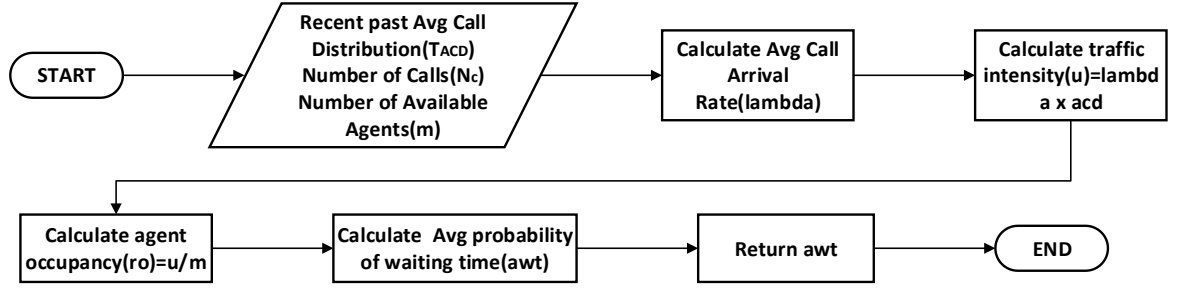 START
Recent past Avg Call
Distribution(TACD)
Number of Calls(Nc)
Number of Available
Agents(m)
Calculate Avg Call
Arrival
Rate(lambda)
Calculate traffic
intensity(u)=lambd
a x acd
Calculate agent
occupancy(ro)=u/m
Calculate Avg probability
of waiting time(awt)
Return awt
END